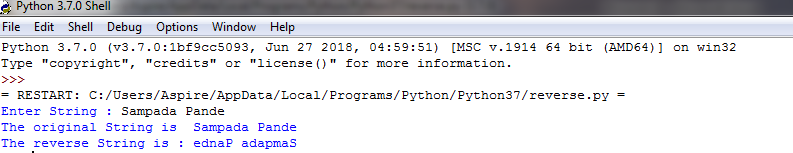 Python 3.7.0 Shell
File Edit Shell Debug Options Window Help
Python 3.7.0 (v3.7.0:1bf9cc5093, Jun 27 2018, 04:59:51) [MSC v.1914 64 bit (AMD64)] on win32
Type "copyright", "credits" or "license()" for more information.
>>>
= RESTART: C:/Users/Aspire/AppData/Local/Programs/Python/Python37/reverse.py =
Enter String : Sampada Pande
The original String is  Sampada Pande
The reverse String is : ednaP adapmaS